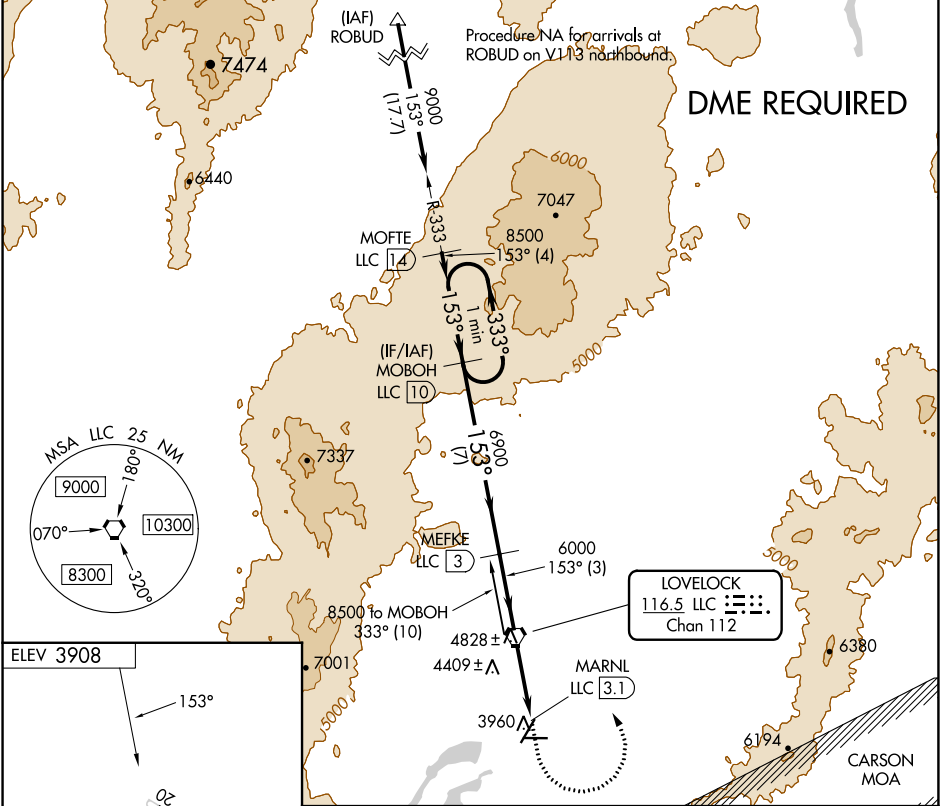 (IAF)
ROBUD
Procedure NA for arrivals at
ROBUD on V113 northbound.
7474
DME REQUIRED
9000
153°
(17.7)
6440
6000
7047
R-333
MOFTE
LLC 14
8500
153° (4)
153°
1 min
333°
(IF/IAF)
MOBOH
LLC 10
5000
6900
153°
(7)
MSA LLC 25 NM
180°
9000
070°
10300
8300
320°
7337
MEFKE
LLC 3
6000
153° (3)
5000
8500 to MOBOH
333° (10)
LOVELOCK
116.5 LLC
Chan 112
4828±
4409±
6380
MARNL
LLC 3.1
7001
5000
3960
6194
CARSON
MOA
ELEV 3908
153°
20